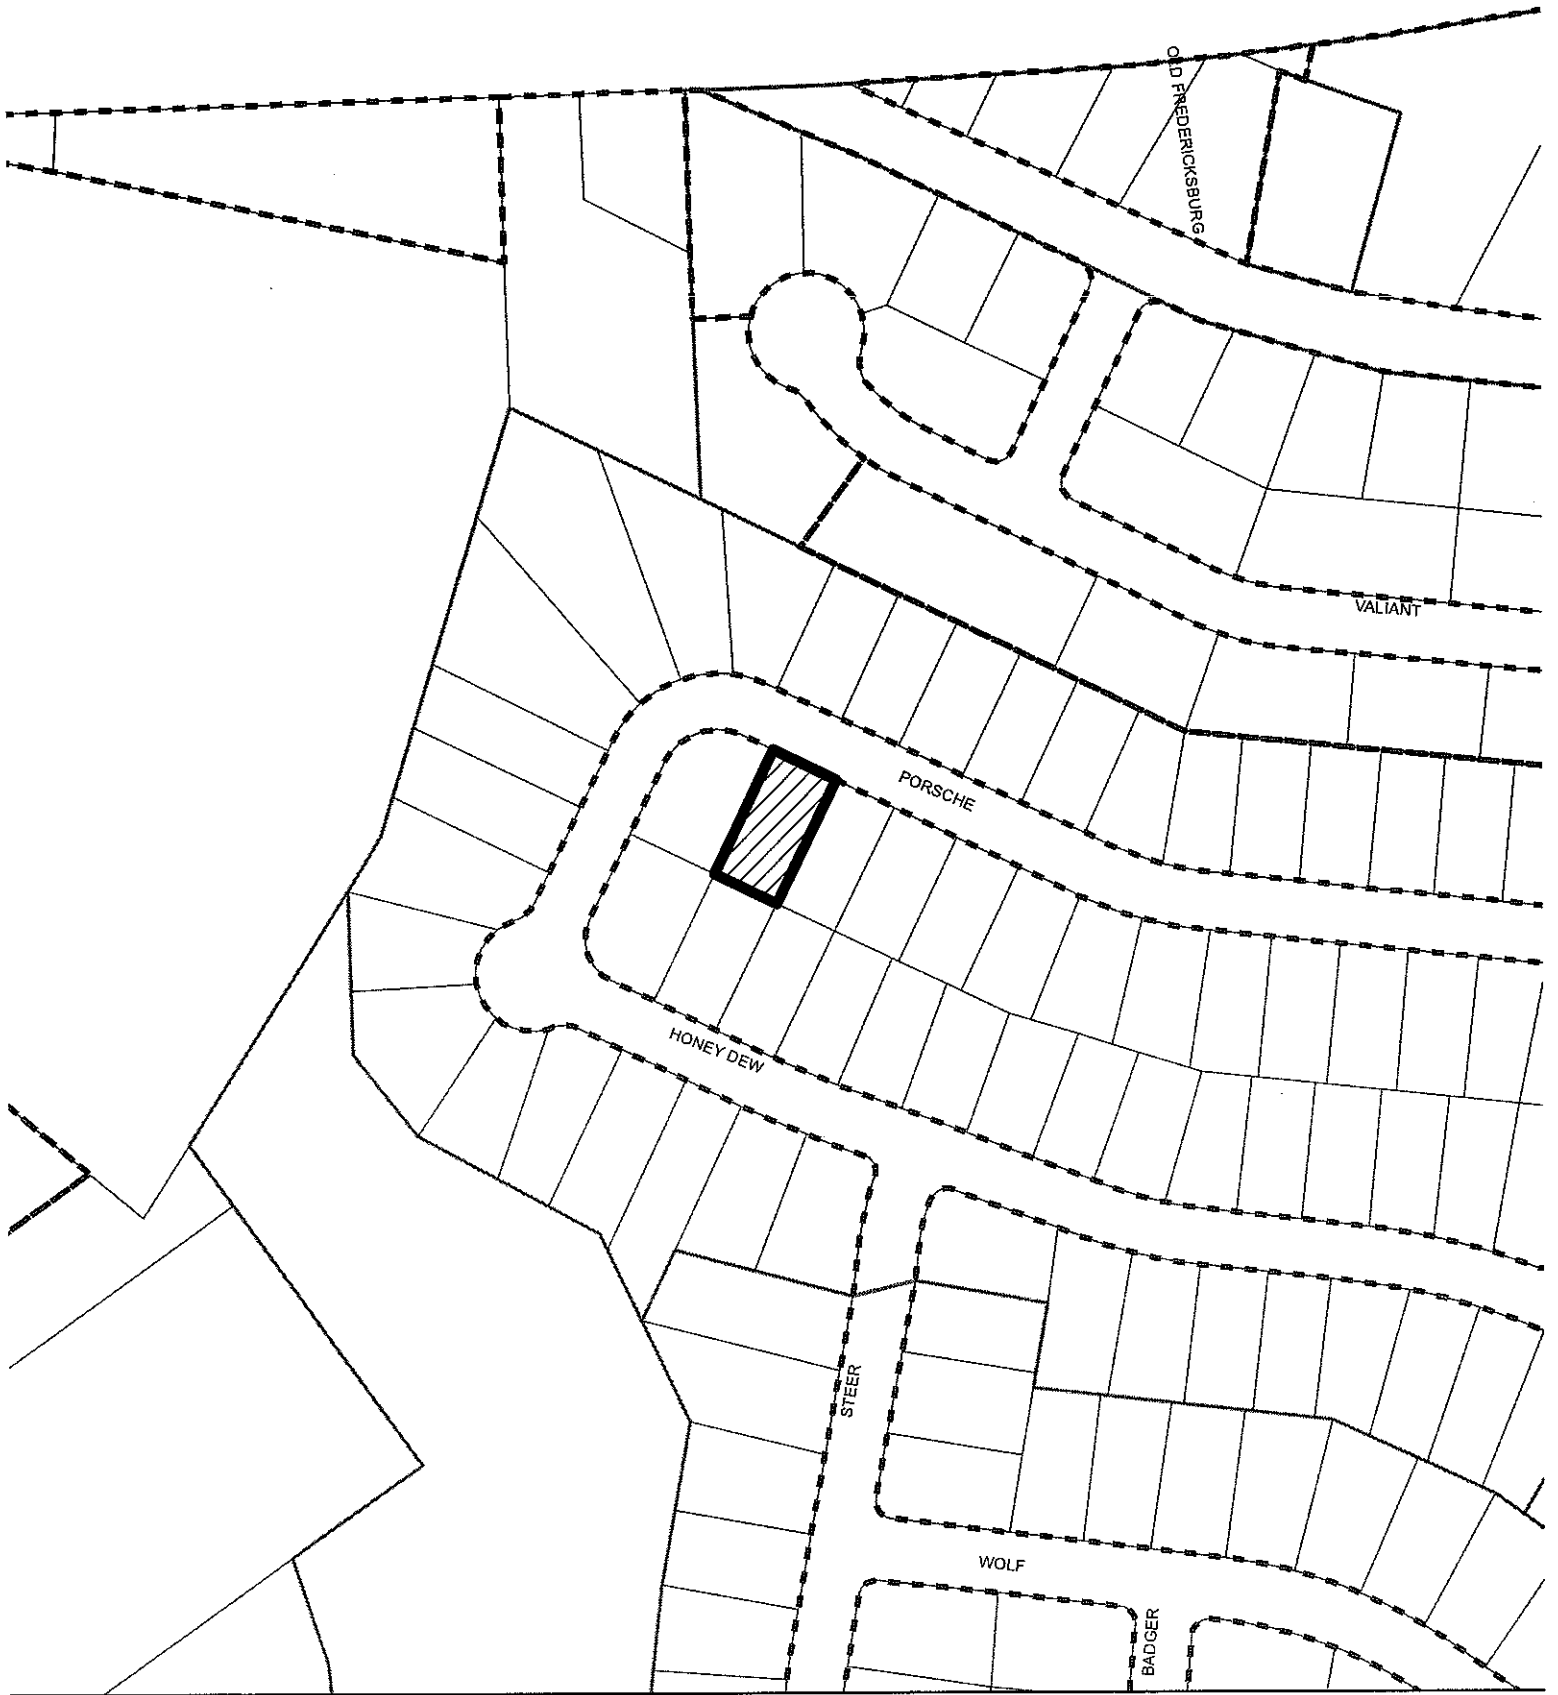 OLD FREDERICKSBURG
VALIANT
PORSCHE
HONEY DEW
STEER
WOLF
BADGER